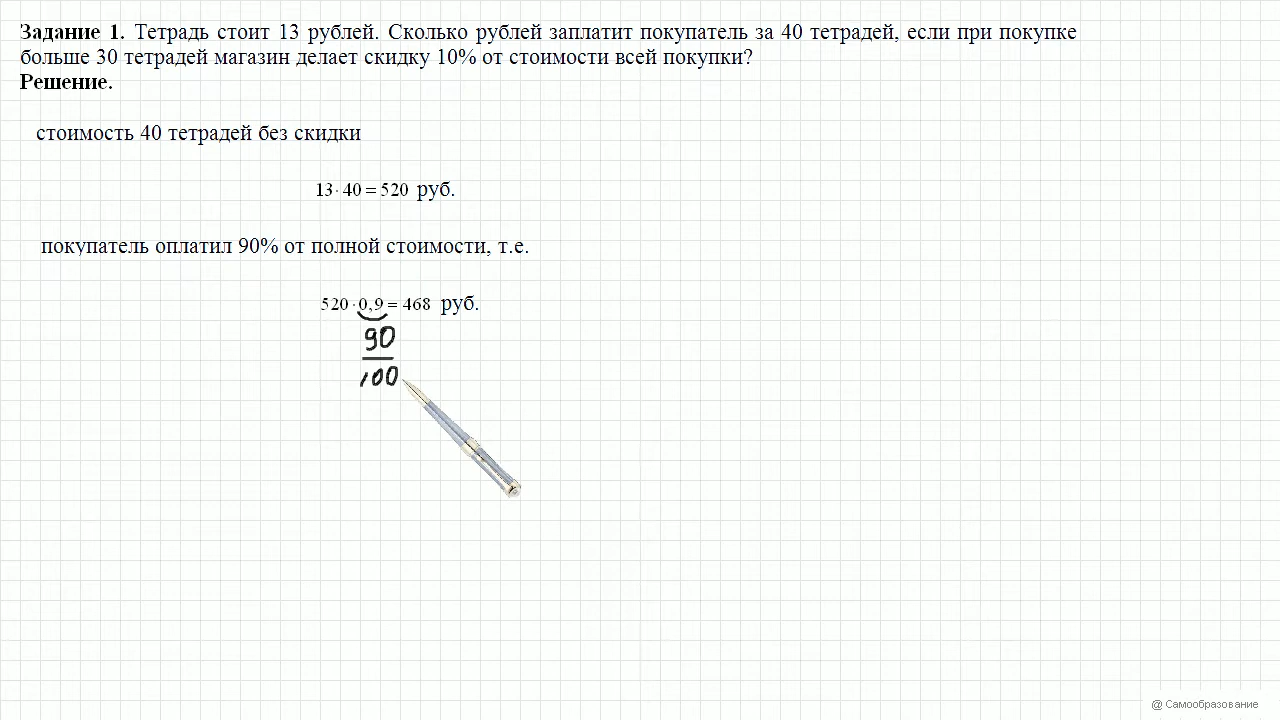 Задание 1. Тетрадь стоит 13 рублей. Сколько рублей заплатит покупатель за 40 тетрадей, если при покупке
больше 30 тетрадей магазин делает скидку 10% от стоимости всей покупки?
Решение.
стоимость 40 тетрадей без скидки
13·40 = 520 руб.
покупатель оплатил 90% от полной стоимости, т.е.
520·0,9 = 468 руб.
90
100
@ Самообразование